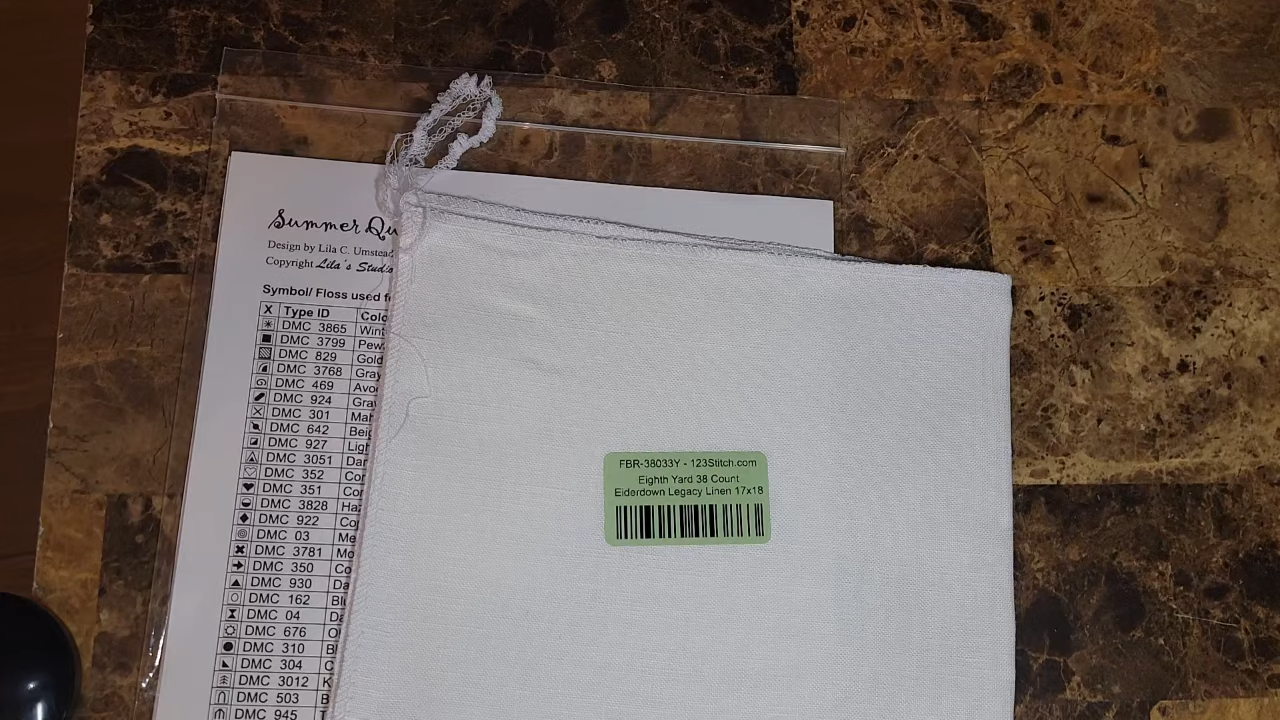 Summer Qu
Design by Lila C. Umstead
Copyright Lila's Studio
Symbol/ Floss used f
X Type ID Colo
DMC 3865 Wint
DMC 3799 Pew
DMC 829 Gold
DMC 3768 Gray
DMC 469 Avo
DMC 924 Gra
DMC 301 Mah
DMC 642 Beig
DMC 927 Ligh
DMC 3051 Dar
DMC 352 Cor
DMC 351 Cor
DMC 3828 Haz
DMC 922 Cop
DMC 03 Me
DMC 3781 Mo
DMC 350 Co
DMC 930 Da
DMC 162 Blu
DMC 04 Da
DMC 676 Ol
DMC 310 Bl
DMC 304 C
DMC 3012 K
DMC 503 B
DMC 945 T
FBR-38033Y - 123Stitch.com
Eighth Yard 38 Count
Eiderdown Legacy Linen 17x18